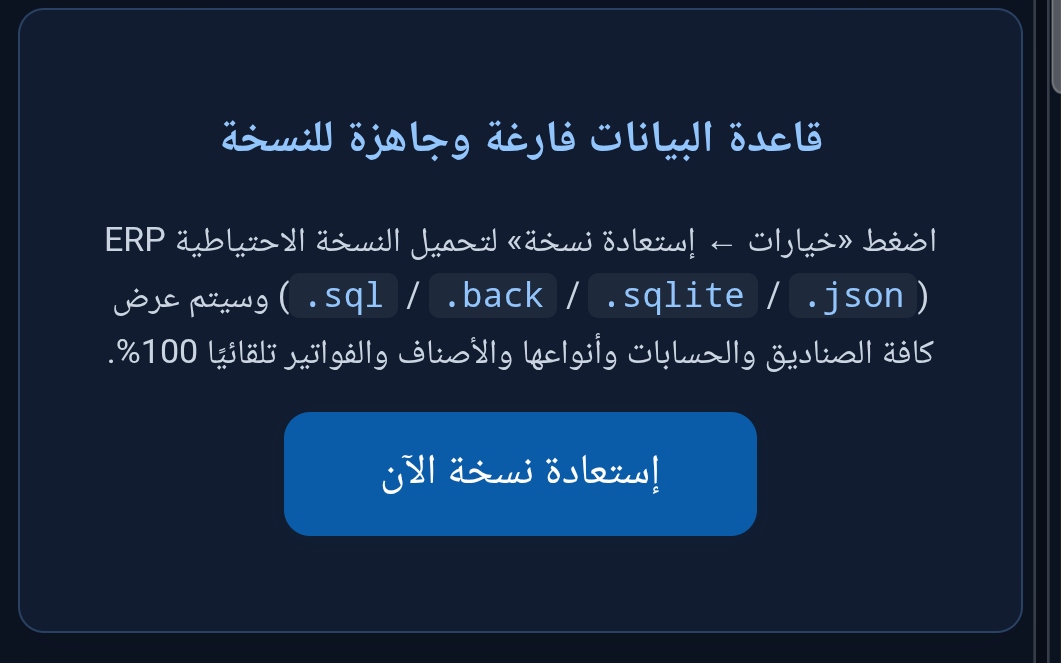 قاعدة البيانات فارغة وجاهزة للنسخة
اضغط «خيارات ← إستعادة نسخة» لتحميل النسخة الاحتياطية ERP
(.json / .sqlite / .back / .sql) وسيتم عرض
كافة الصناديق والحسابات وأنواعها والأصناف والفواتير تلقائيًا 100%.
إستعادة نسخة الآن